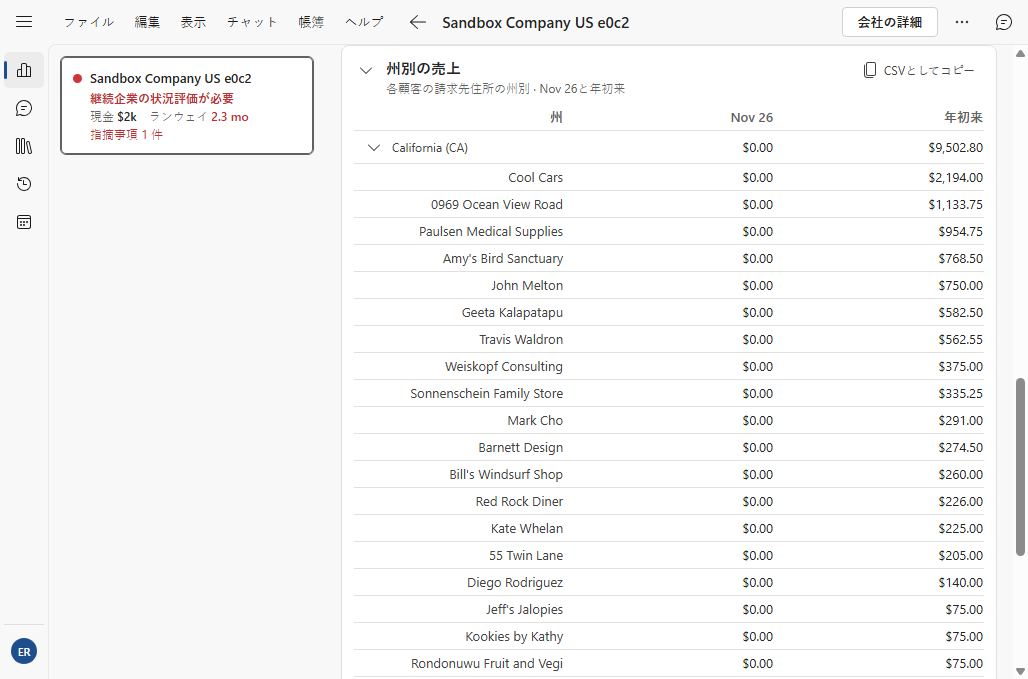 ファイル 編集 表示 チャット 帳簿 ヘルプ Sandbox Company US e0c2 会社の詳細
Sandbox Company US e0c2
継続企業の状況評価が必要
現金 $2k ランウェイ 2.3 mo
指摘事項 1 件
ER
州別の売上 CSVとしてコピー
各顧客の請求先住所の州別 · Nov 26と年初来
州 Nov 26 年初来
California (CA) $0.00 $9,502.80
Cool Cars $0.00 $2,194.00
0969 Ocean View Road $0.00 $1,133.75
Paulsen Medical Supplies $0.00 $954.75
Amy's Bird Sanctuary $0.00 $768.50
John Melton $0.00 $750.00
Geeta Kalapatapu $0.00 $582.50
Travis Waldron $0.00 $562.55
Weiskopf Consulting $0.00 $375.00
Sonnenschein Family Store $0.00 $335.25
Mark Cho $0.00 $291.00
Barnett Design $0.00 $274.50
Bill's Windsurf Shop $0.00 $260.00
Red Rock Diner $0.00 $226.00
Kate Whelan $0.00 $225.00
55 Twin Lane $0.00 $205.00
Diego Rodriguez $0.00 $140.00
Jeff's Jalopies $0.00 $75.00
Kookies by Kathy $0.00 $75.00
Rondonuwu Fruit and Vegi $0.00 $75.00